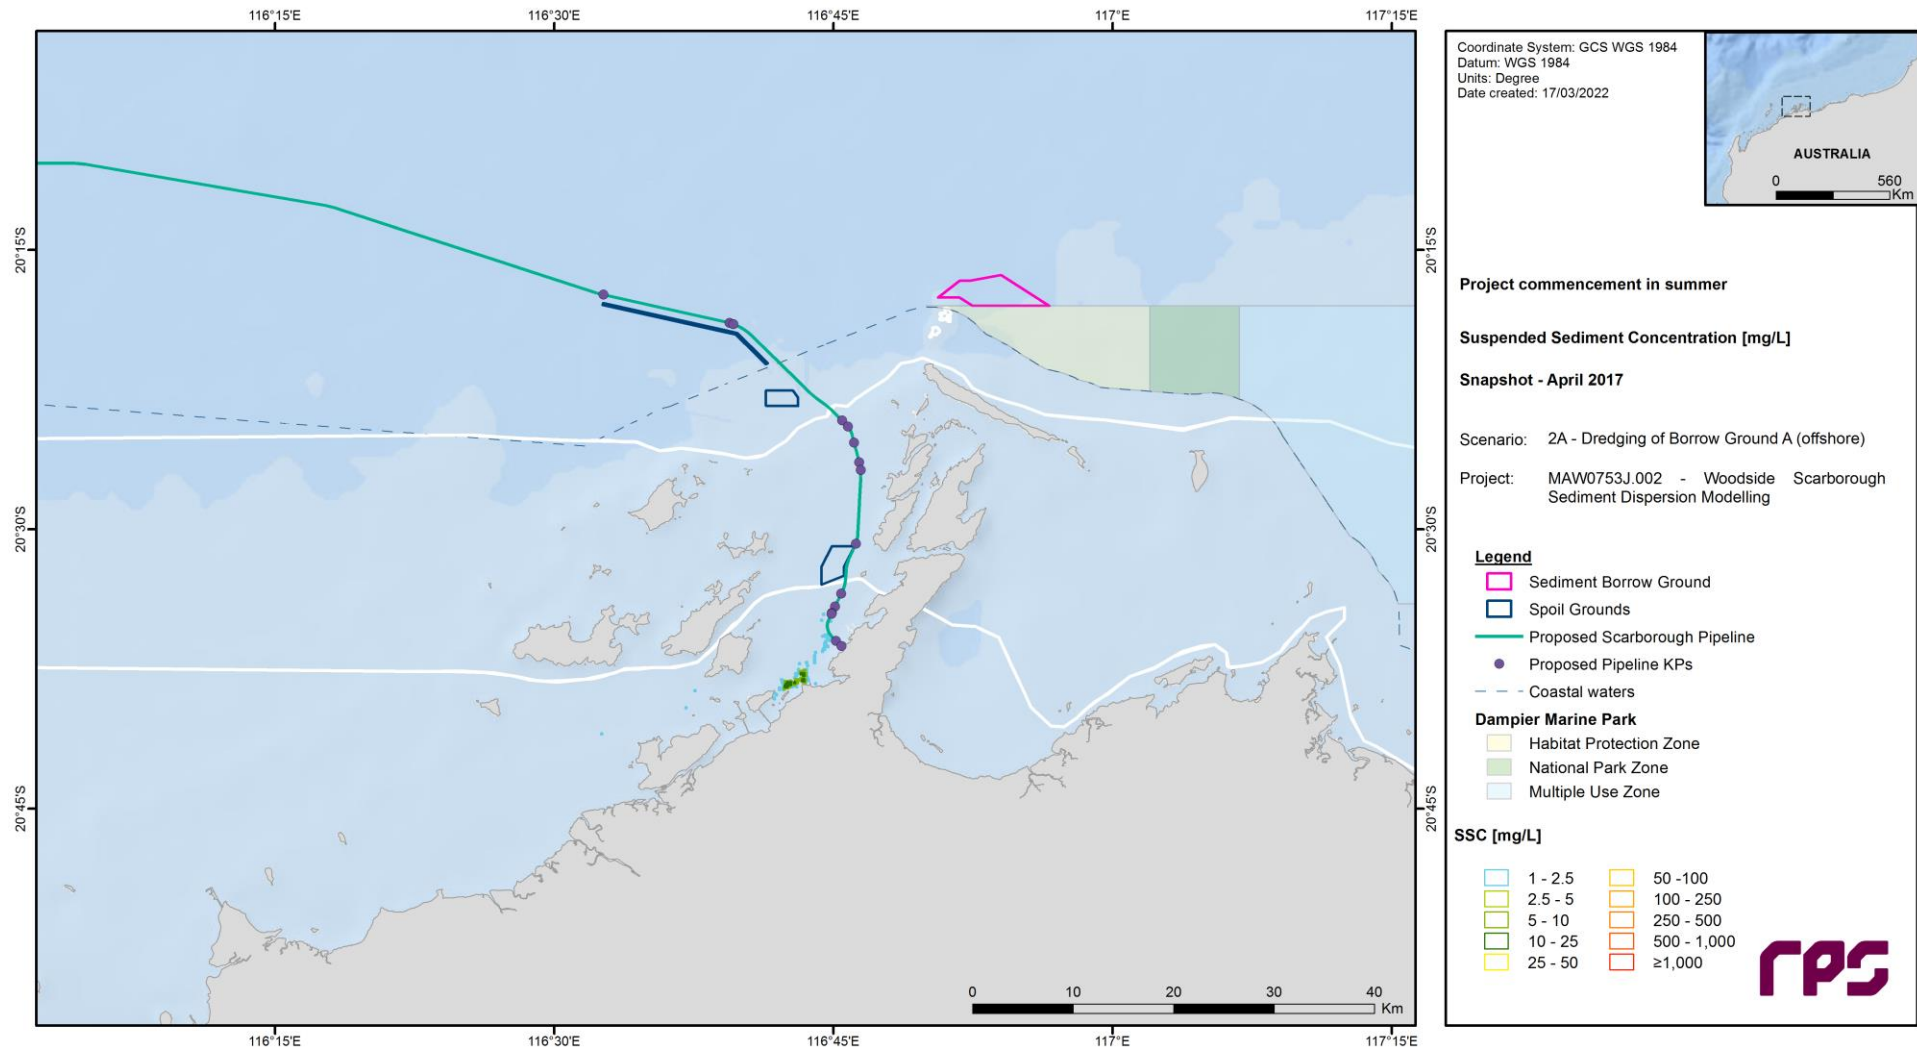 116°15'E
116°30'E
116°45'E
117°E
117°15'E
20°15'S
20°30'S
20°45'S
20°15'S
20°30'S
20°45'S
0 10 20 30 40
Km
116°15'E
116°30'E
116°45'E
117°E
117°15'E
Coordinate System: GCS WGS 1984
Datum: WGS 1984
Units: Degree
Date created: 17/03/2022
AUSTRALIA
0 560
Km
Project commencement in summer
Suspended Sediment Concentration [mg/L]
Snapshot - April 2017
Scenario: 2A - Dredging of Borrow Ground A (offshore)
Project: MAW0753J.002 - Woodside Scarborough
Sediment Dispersion Modelling
Legend
Sediment Borrow Ground
Spoil Grounds
Proposed Scarborough Pipeline
Proposed Pipeline KPs
Coastal waters
Dampier Marine Park
Habitat Protection Zone
National Park Zone
Multiple Use Zone
SSC [mg/L]
1 - 2.5
2.5 - 5
5 - 10
10 - 25
25 - 50
50 -100
100 - 250
250 - 500
500 - 1,000
≥1,000
rps